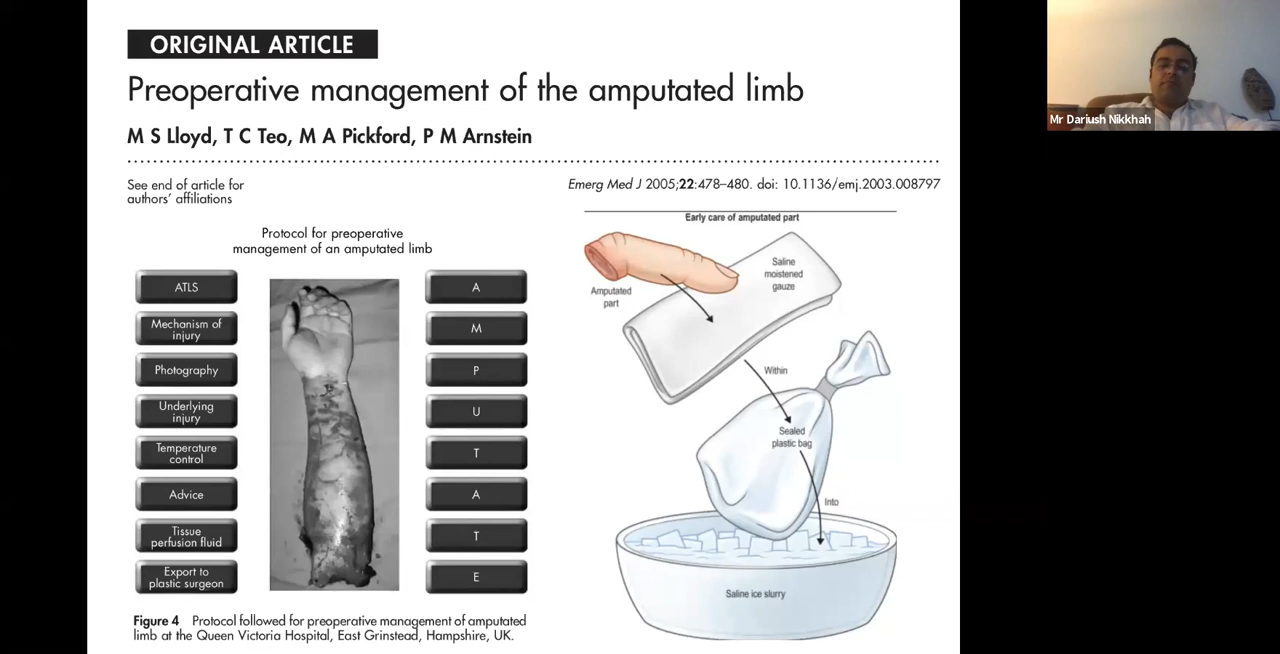 ORIGINAL ARTICLE
Preoperative management of the amputated limb
M S Lloyd, T C Teo, M A Pickford, P M Arnstein
See end of article for
authors' affiliations
Emerg Med J 2005;22:478–480. doi: 10.1136/emj.2003.008797
Protocol for preoperative
management of an amputated limb
ATLS
Mechanism of
injury
Photography
Underlying
injury
Temperature
control
Advice
Tissue
perfusion fluid
Export to
plastic surgeon
A
M
P
U
T
A
T
E
Figure 4 Protocol followed for preoperative management of amputated
limb at the Queen Victoria Hospital, East Grinstead, Hampshire, UK.
Early care of amputated part
Saline
moistened
gauze
Amputated
part
Within
Sealed
plastic bag
Into
Saline ice slurry
Mr Dariush Nikkhah